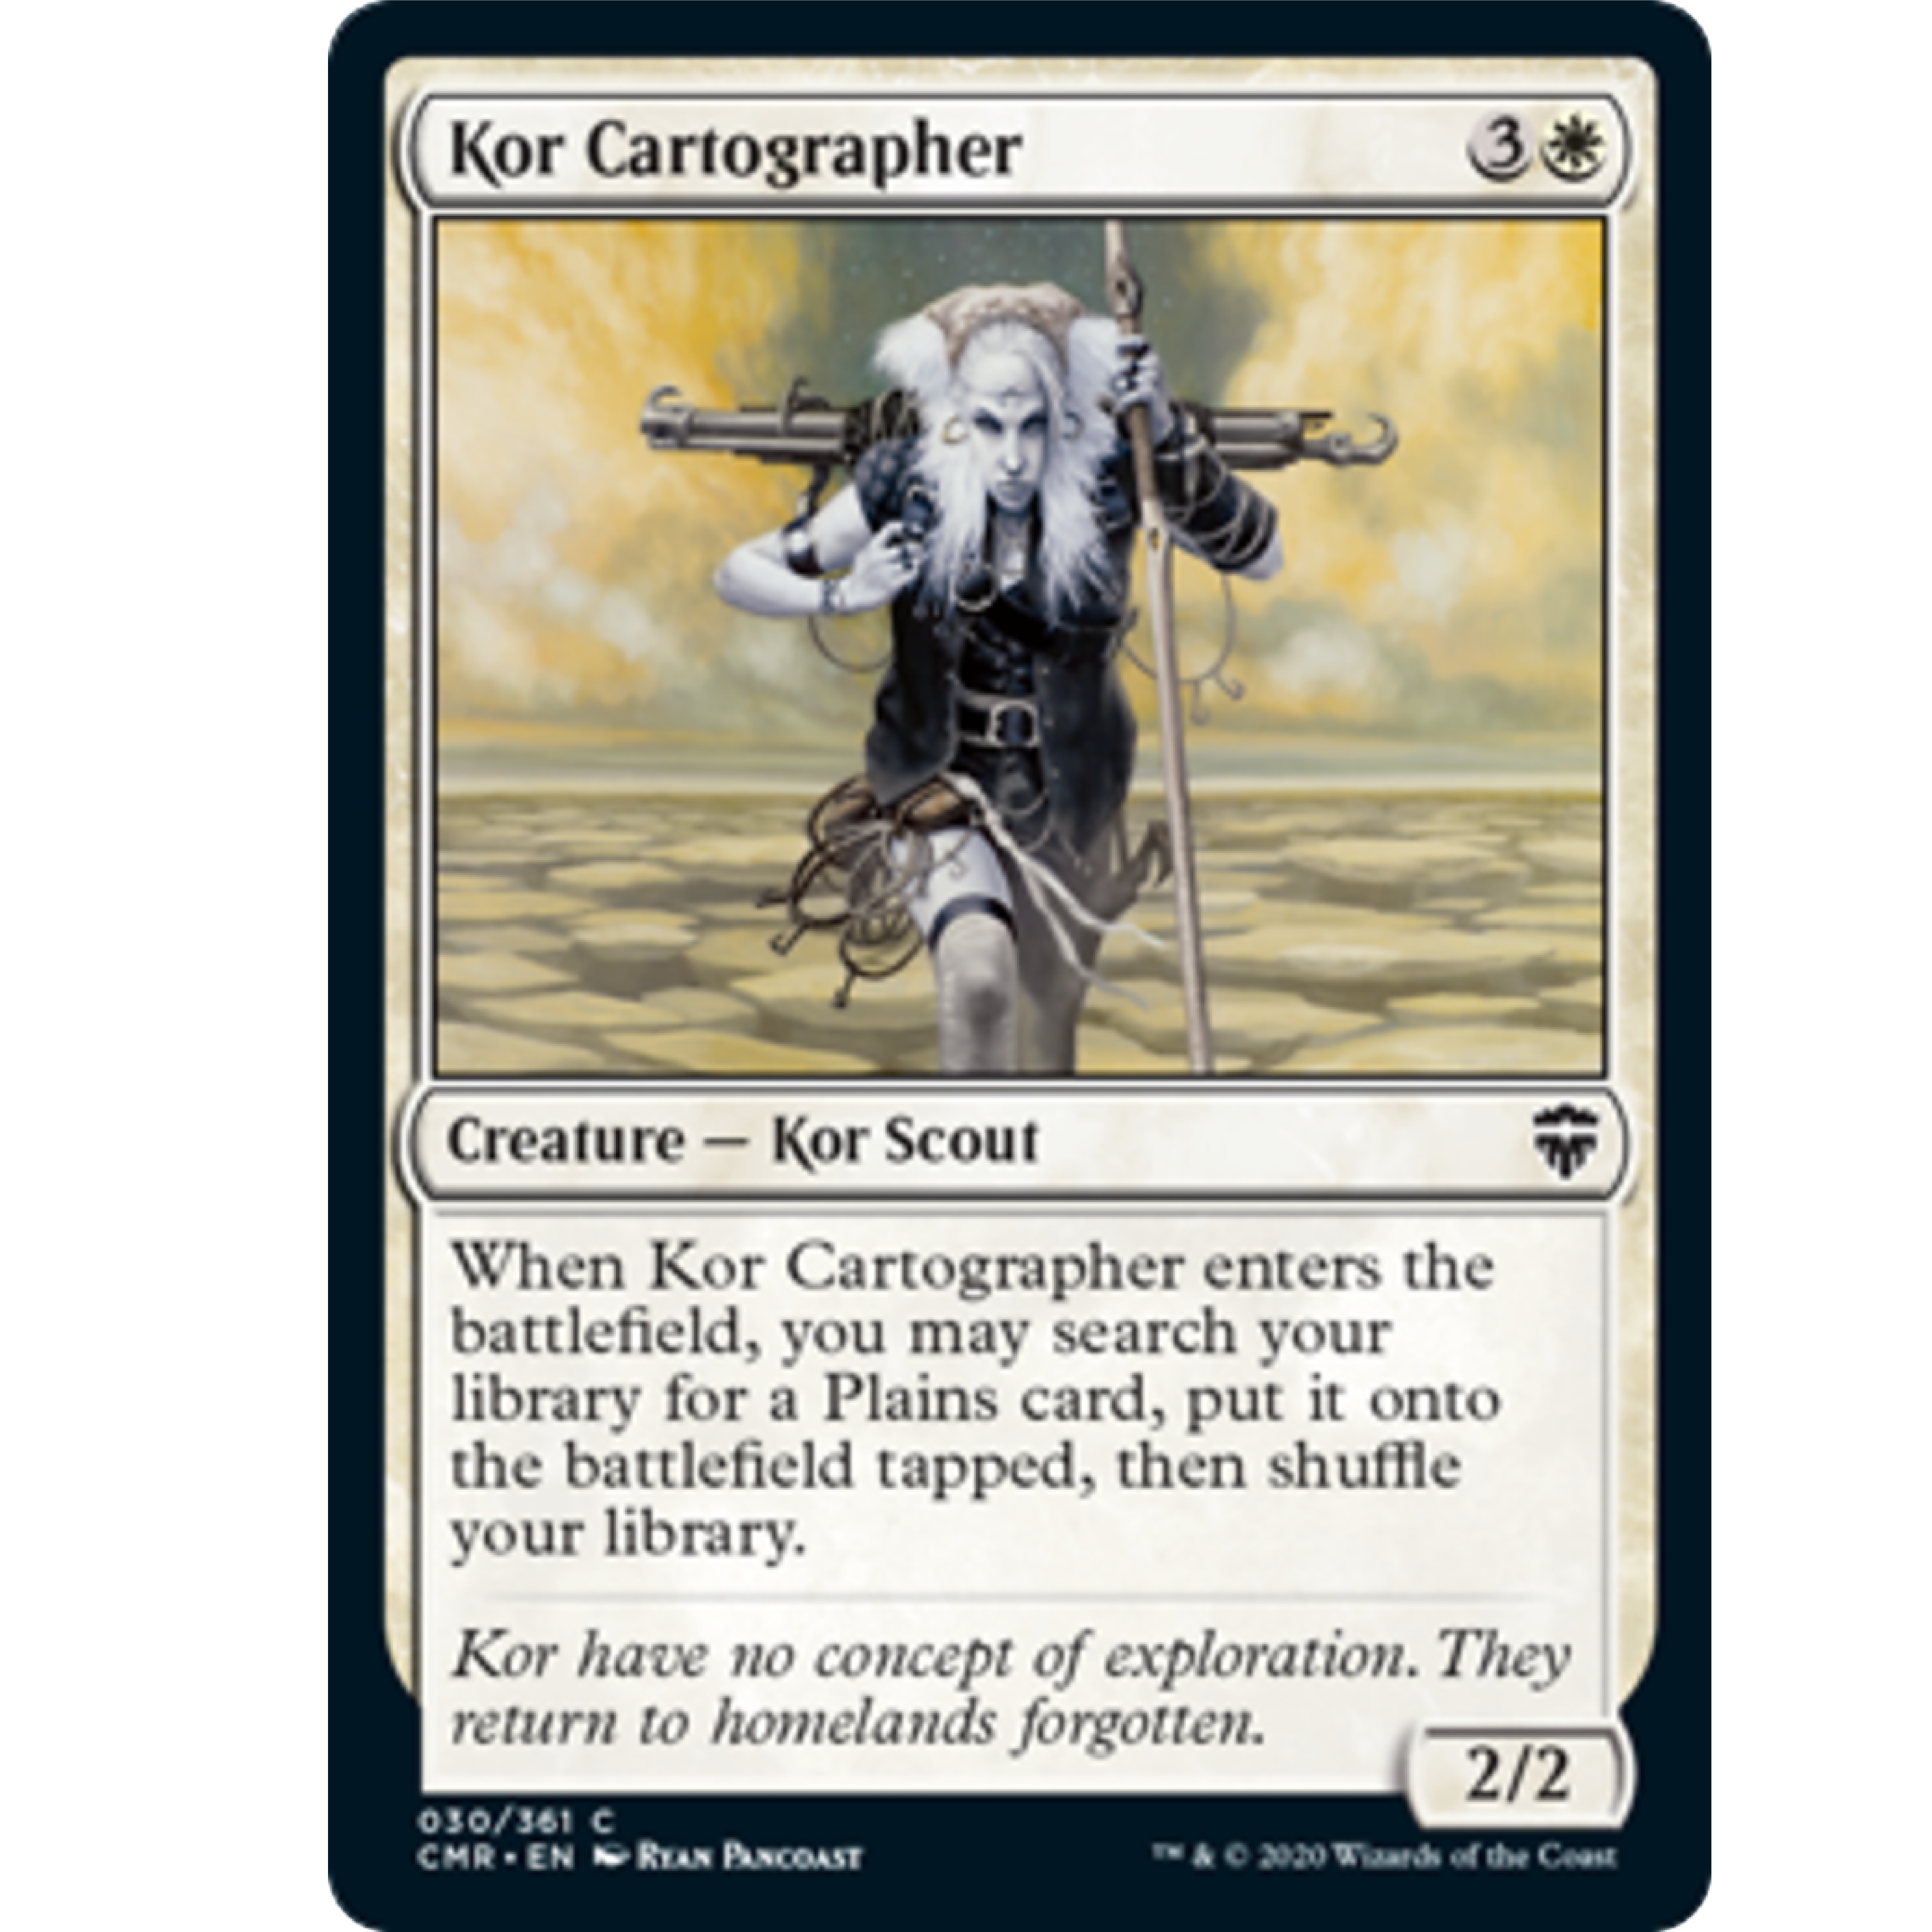 Kor Cartographer 3
Creature — Kor Scout
When Kor Cartographer enters the
battlefield, you may search your
library for a Plains card, put it onto
the battlefield tapped, then shuffle
your library.
Kor have no concept of exploration. They
return to homelands forgotten.
2/2
030/361 C
CMR • EN Ryan Pancoast
™ & © 2020 Wizards of the Coast